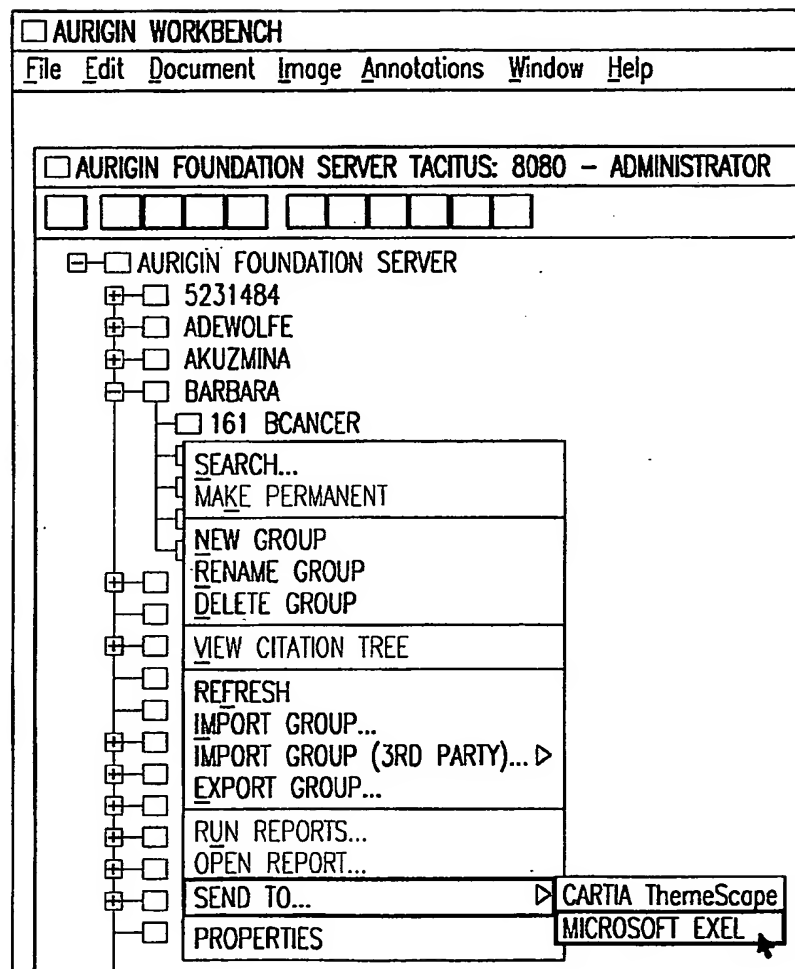 AURIGIN WORKBENCH
File Edit Document Image Annotations Window Help
AURIGIN FOUNDATION SERVER TACITUS: 8080 – ADMINISTRATOR
AURIGIN FOUNDATION SERVER
5231484
ADEWOLFE
AKUZMINA
BARBARA
161 BCANCER
SEARCH...
MAKE PERMANENT
NEW GROUP
RENAME GROUP
DELETE GROUP
VIEW CITATION TREE
REFRESH
IMPORT GROUP...
IMPORT GROUP (3RD PARTY)...
EXPORT GROUP...
RUN REPORTS...
OPEN REPORT...
SEND TO...
CARTIA ThemeScape
MICROSOFT EXEL
PROPERTIES